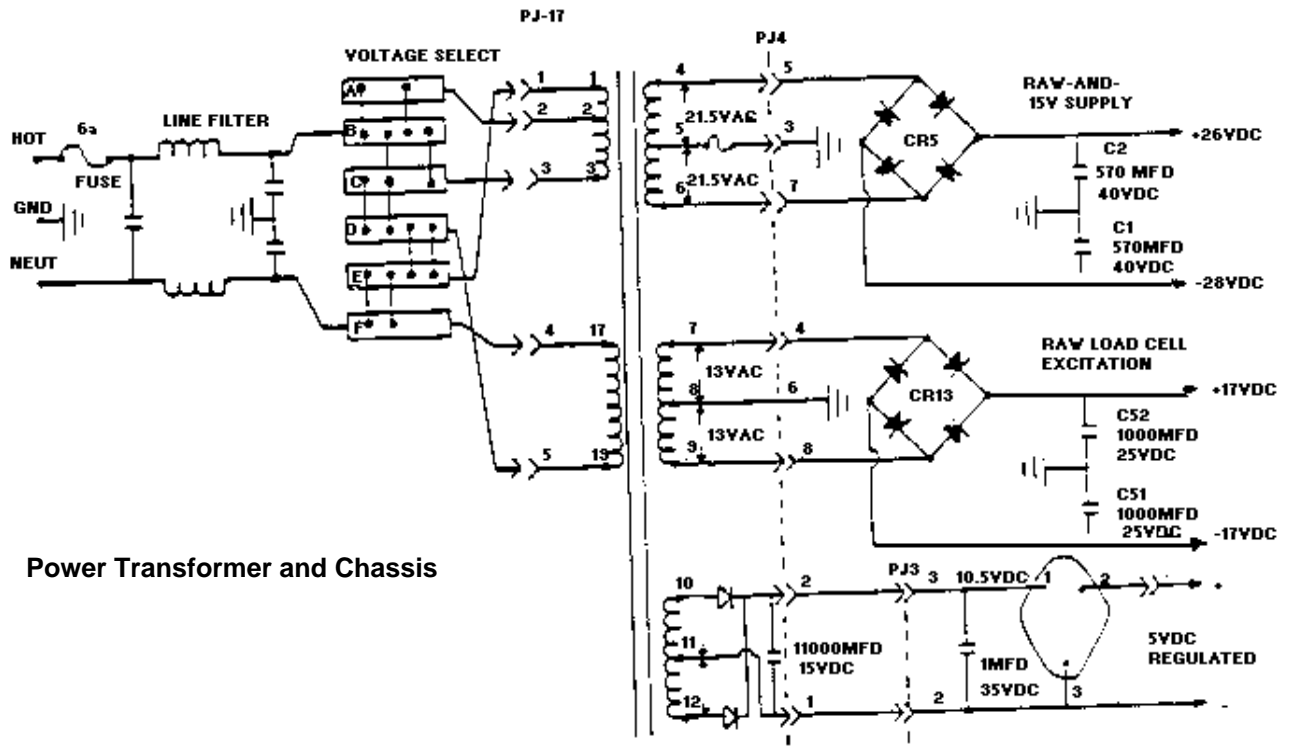 PJ-17
VOLTAGE SELECT
A
B
C
D
E
F
HOT
6a
FUSE
LINE FILTER
GND
NEUT
1
2
3
4
5
1
2
3
17
19
PJ4
4
5
21.5VAC
5
3
21.5VAC
6
7
CR5
RAW-AND-
15V SUPPLY
+26VDC
C2
570 MFD
40VDC
C1
570MFD
40VDC
-28VDC
7
4
13VAC
8
6
13VAC
9
8
CR13
RAW LOAD CELL
EXCITATION
+17VDC
C52
1000MFD
25VDC
C51
1000MFD
25VDC
-17VDC
Power Transformer and Chassis
10
2
PJ3
3
10.5VDC
1
2
+
11
11000MFD
15VDC
1MFD
35VDC
5VDC
REGULATED
12
1
2
3
-